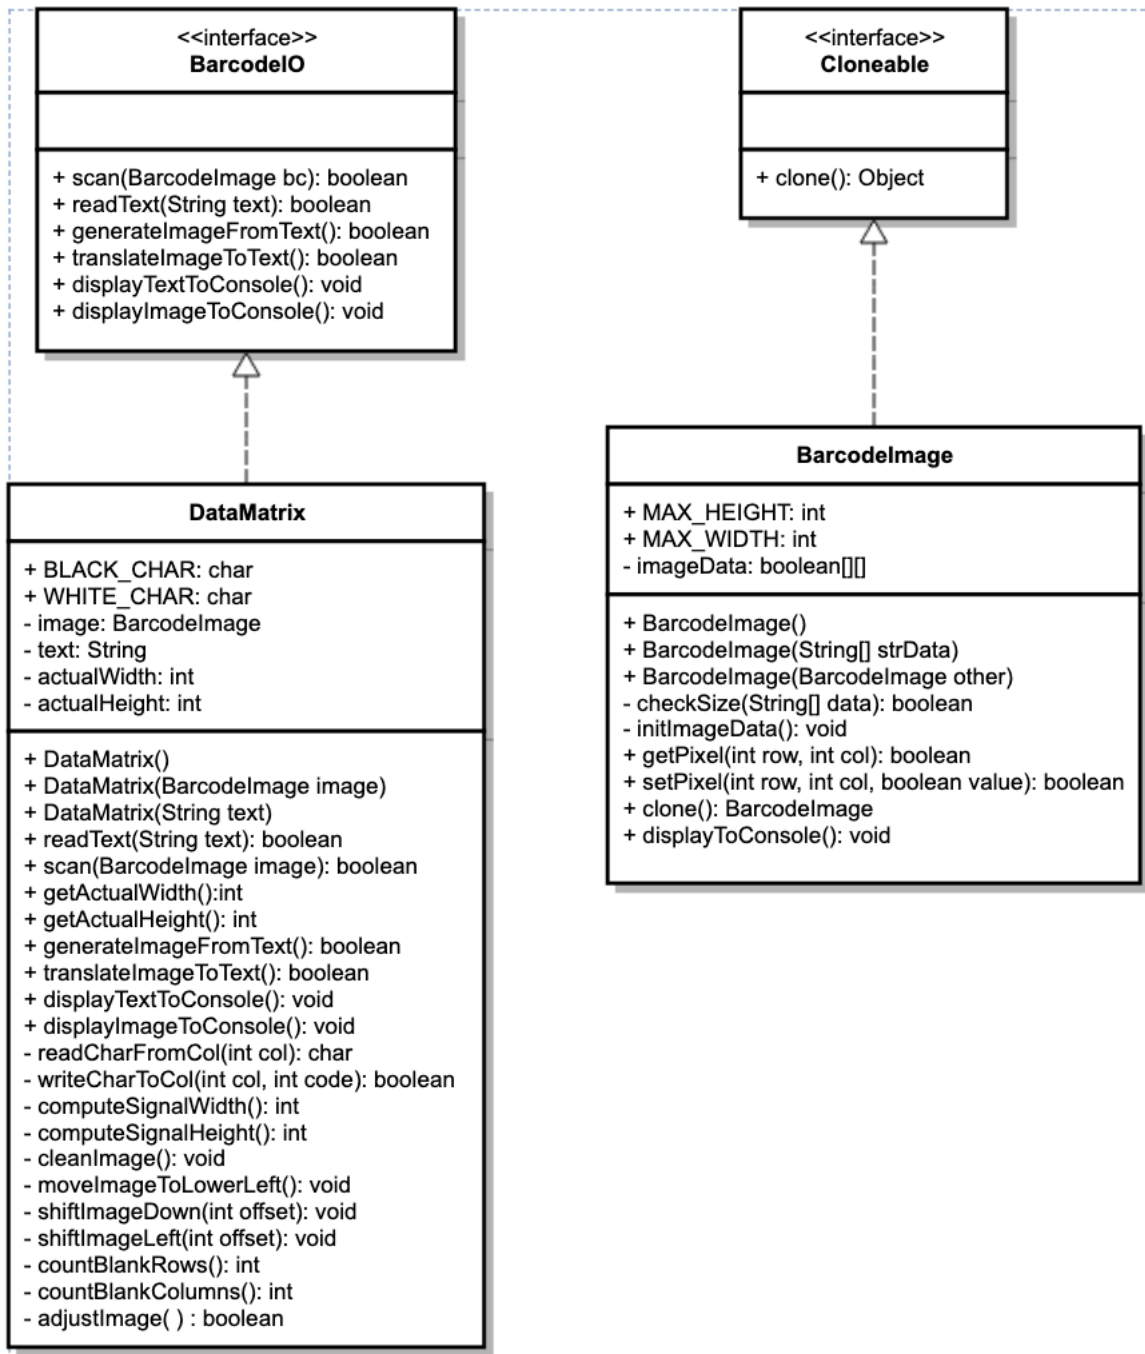 <<interface>>
BarcodeIO
+ scan(BarcodeImage bc): boolean
+ readText(String text): boolean
+ generateImageFromText(): boolean
+ translateImageToText(): boolean
+ displayTextToConsole(): void
+ displayImageToConsole(): void
<<interface>>
Cloneable
+ clone(): Object
DataMatrix
+ BLACK_CHAR: char
+ WHITE_CHAR: char
- image: BarcodeImage
- text: String
- actualWidth: int
- actualHeight: int
+ DataMatrix()
+ DataMatrix(BarcodeImage image)
+ DataMatrix(String text)
+ readText(String text): boolean
+ scan(BarcodeImage image): boolean
+ getActualWidth():int
+ getActualHeight(): int
+ generateImageFromText(): boolean
+ translateImageToText(): boolean
+ displayTextToConsole(): void
+ displayImageToConsole(): void
- readCharFromCol(int col): char
- writeCharToCol(int col, int code): boolean
- computeSignalWidth(): int
- computeSignalHeight(): int
- cleanImage(): void
- moveImageToLowerLeft(): void
- shiftImageDown(int offset): void
- shiftImageLeft(int offset): void
- countBlankRows(): int
- countBlankColumns(): int
- adjustImage( ) : boolean
BarcodeImage
+ MAX_HEIGHT: int
+ MAX_WIDTH: int
- imageData: boolean[][]
+ BarcodeImage()
+ BarcodeImage(String[] strData)
+ BarcodeImage(BarcodeImage other)
- checkSize(String[] data): boolean
- initImageData(): void
+ getPixel(int row, int col): boolean
+ setPixel(int row, int col, boolean value): boolean
+ clone(): BarcodeImage
+ displayToConsole(): void